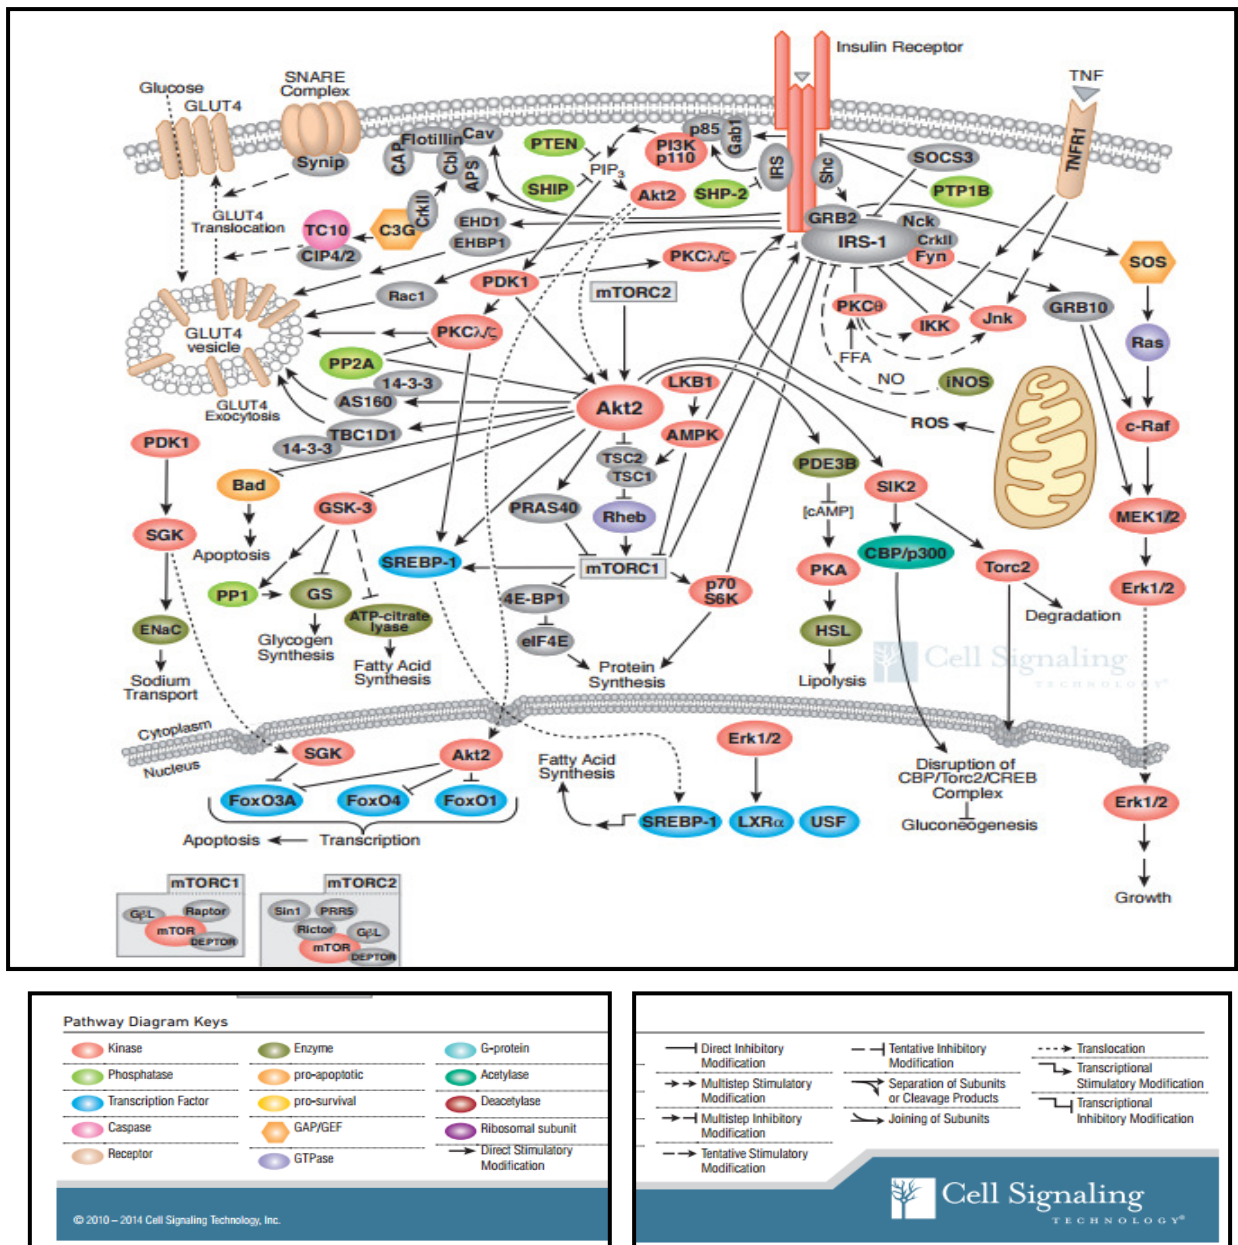 Insulin Receptor
TNF
Glucose
GLUT4
SNARE
Complex
Synip
CAP
Flotillin
Cav
Cbl
APS
CrkII
C3G
TC10
CIP4/2
GLUT4
Translocation
EHD1
EHBP1
Rac1
PTEN
SHIP
PIP3
PI3K
p110
p85
Gab1
Akt2
SHP-2
IRS
Shc
SOCS3
PTP1B
TNFR1
GRB2
IRS-1
Nck
CrkII
Fyn
SOS
Ras
GRB10
PKCλ/ζ
PDK1
mTORC2
PKCθ
IKK
Jnk
FFA
NO
iNOS
ROS
GLUT4
vesicle
GLUT4
Exocytosis
PKCλ/ζ
PP2A
14-3-3
AS160
TBC1D1
14-3-3
Akt2
LKB1
AMPK
TSC2
TSC1
PRAS40
Rheb
mTORC1
PDE3B
[cAMP]
PKA
HSL
Lipolysis
SIK2
CBP/p300
Torc2
Degradation
c-Raf
MEK1/2
Erk1/2
PDK1
SGK
ENaC
Sodium
Transport
Bad
Apoptosis
GSK-3
PP1
GS
Glycogen
Synthesis
ATP-citrate
lyase
Fatty Acid
Synthesis
SREBP-1
4E-BP1
eIF4E
p70
S6K
Protein
Synthesis
Cell Signaling
TECHNOLOGY®
Cytoplasm
Nucleus
SGK
Akt2
FoxO3A
FoxO4
FoxO1
Apoptosis
Transcription
Fatty Acid
Synthesis
Erk1/2
SREBP-1
LXRα
USF
Disruption of
CBP/Torc2/CREB
Complex
Gluconeogenesis
Erk1/2
Growth
mTORC1
GβL
Raptor
mTOR
DEPTOR
mTORC2
Sin1
PRR5
Rictor
GβL
mTOR
DEPTOR
Pathway Diagram Keys
Kinase
Phosphatase
Transcription Factor
Caspase
Receptor
Enzyme
pro-apoptotic
pro-survival
GAP/GEF
GTPase
G-protein
Acetylase
Deacetylase
Ribosomal subunit
Direct Stimulatory
Modification
© 2010 – 2014 Cell Signaling Technology, Inc.
Direct Inhibitory
Modification
Multistep Stimulatory
Modification
Multistep Inhibitory
Modification
Tentative Stimulatory
Modification
Tentative Inhibitory
Modification
Separation of Subunits
or Cleavage Products
Joining of Subunits
Translocation
Transcriptional
Stimulatory Modification
Transcriptional
Inhibitory Modification
Cell Signaling
TECHNOLOGY®